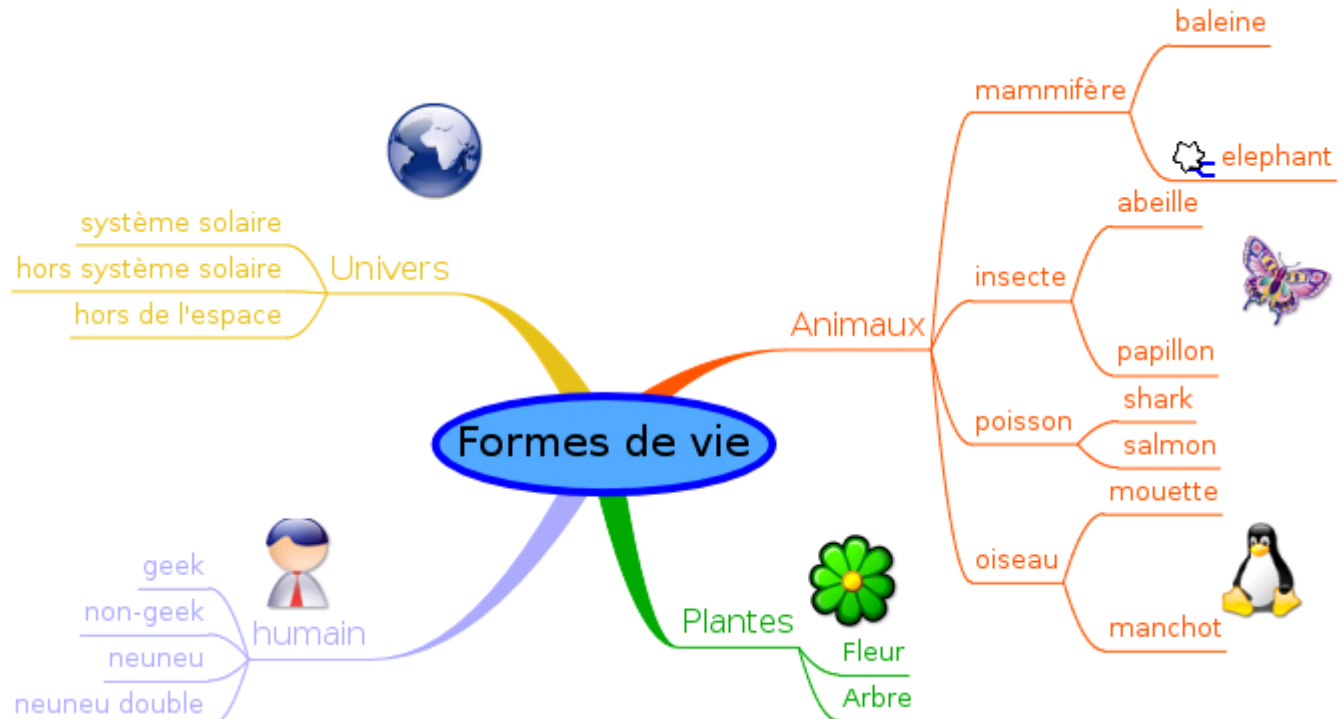 baleine
mammifère
elephant
abeille
système solaire
hors système solaire
Univers
insecte
hors de l'espace
Animaux
papillon
shark
poisson
salmon
Formes de vie
mouette
oiseau
geek
non-geek
humain
Plantes
manchot
neuneu
Fleur
neuneu double
Arbre